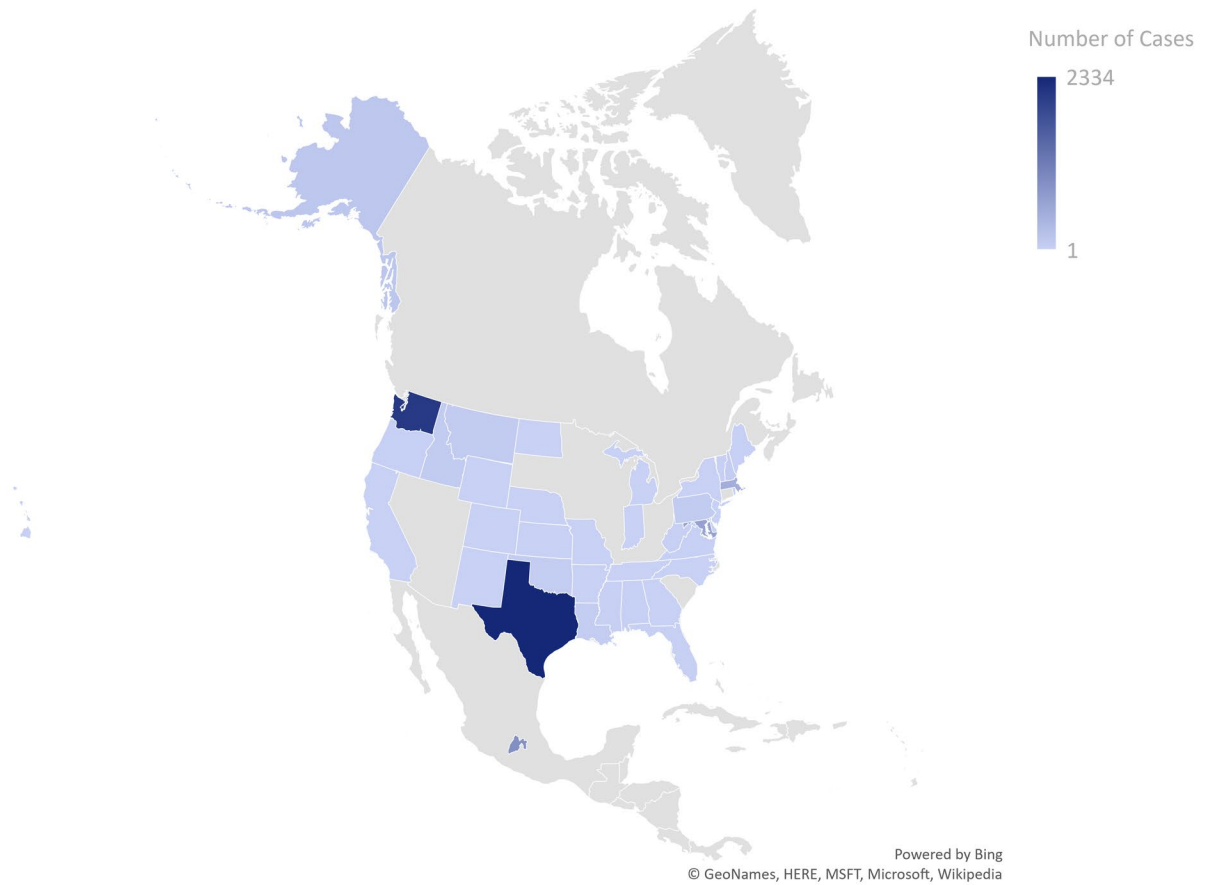 Number of Cases
2334
1
Powered by Bing
© GeoNames, HERE, MSFT, Microsoft, Wikipedia